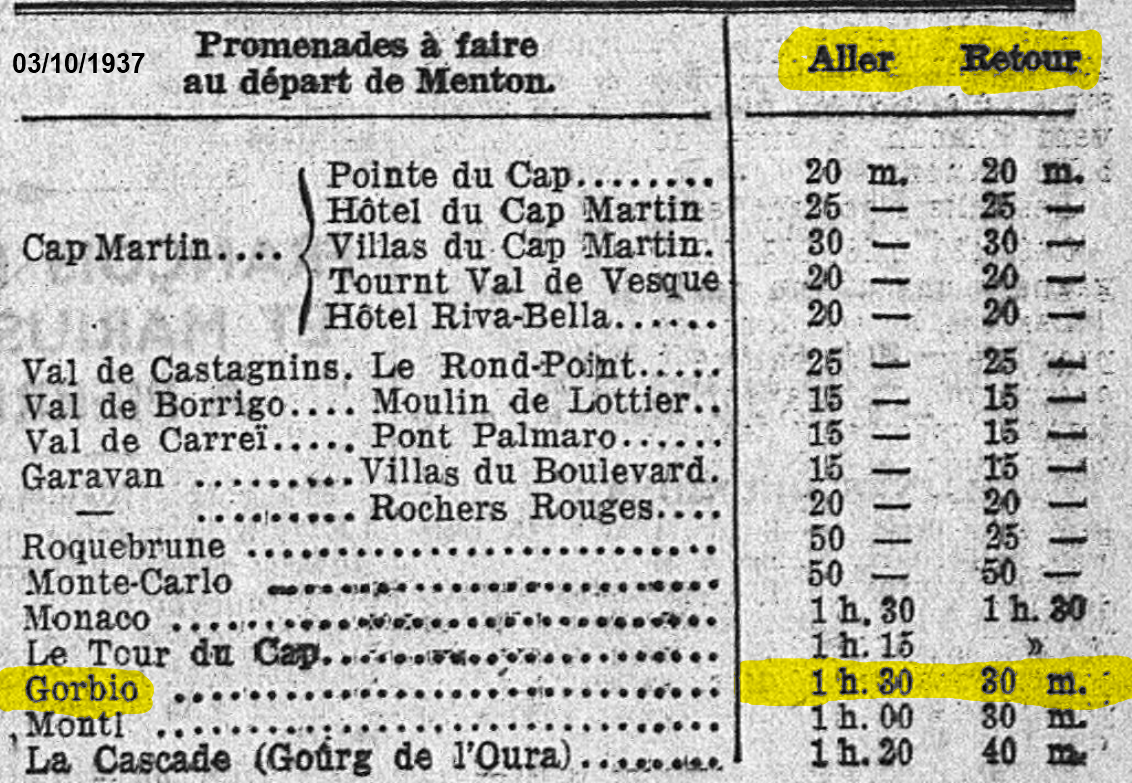 03/10/1937
Promenades à faire
au départ de Menton.
Aller Retour
Pointe du Cap........ 20 m. 20 m.
Hôtel du Cap Martin 25 — 25 —
Cap Martin.... Villas du Cap Martin. 30 — 30 —
Tournt Val de Vesque 20 — 20 —
Hôtel Riva-Bella...... 20 — 20 —
Val de Castagnins. Le Rond-Point..... 25 — 25 —
Val de Borrigo.... Moulin de Lottier.. 15 — 15 —
Val de Carreï..... Pont Palmaro...... 15 — 15 —
Garavan ......... Villas du Boulevard. 15 — 15 —
— ......... Rochers Rouges.... 20 — 20 —
Roquebrune ........................... 50 — 25 —
Monte-Carlo .......................... 50 — 50 —
Monaco ............................... 1 h. 30 1 h. 30
Le Tour du Cap........................ 1 h. 15 »
Gorbio ............................... 1 h. 30 30 m.
Monti ................................ 1 h. 00 30 m.
La Cascade (Goûrg de l'Oura)......... 1 h. 20 40 m.